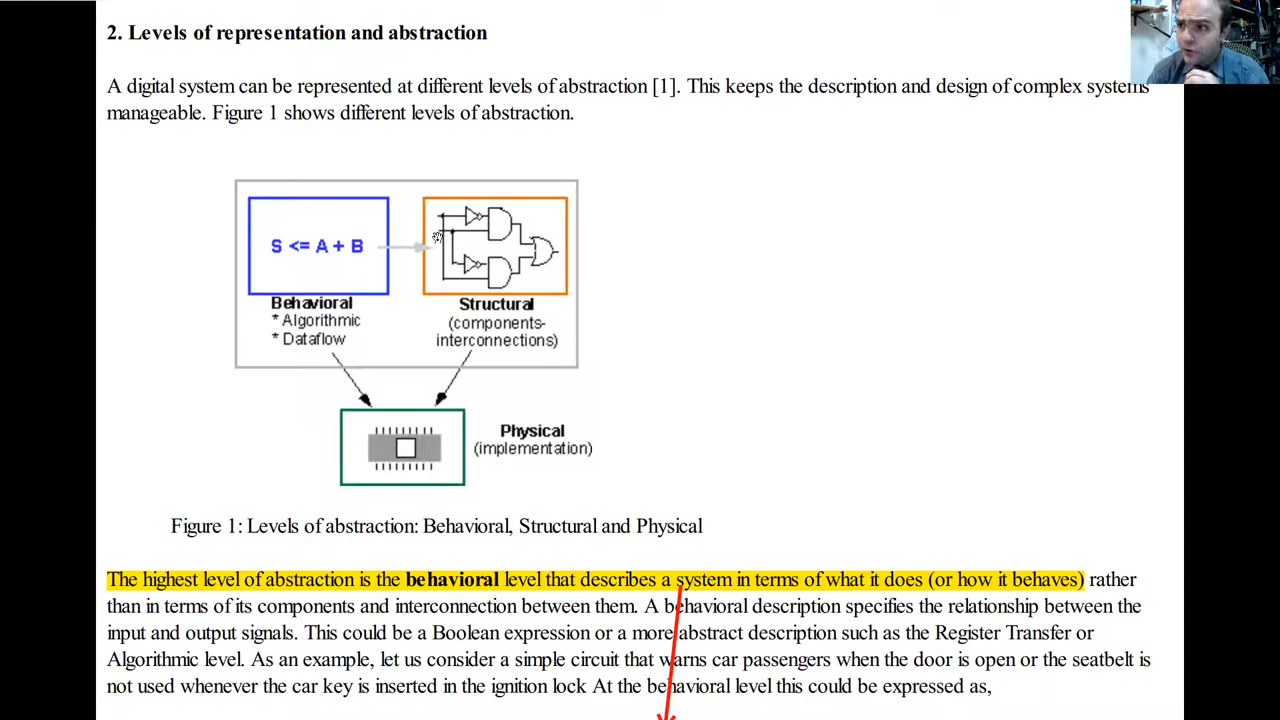 2. Levels of representation and abstraction
A digital system can be represented at different levels of abstraction [1]. This keeps the description and design of complex systems
manageable. Figure 1 shows different levels of abstraction.
S <= A + B
Behavioral
* Algorithmic
* Dataflow
Structural
(components-
interconnections)
Physical
(implementation)
Figure 1: Levels of abstraction: Behavioral, Structural and Physical
The highest level of abstraction is the behavioral level that describes a system in terms of what it does (or how it behaves) rather
than in terms of its components and interconnection between them. A behavioral description specifies the relationship between the
input and output signals. This could be a Boolean expression or a more abstract description such as the Register Transfer or
Algorithmic level. As an example, let us consider a simple circuit that warns car passengers when the door is open or the seatbelt is
not used whenever the car key is inserted in the ignition lock At the behavioral level this could be expressed as,